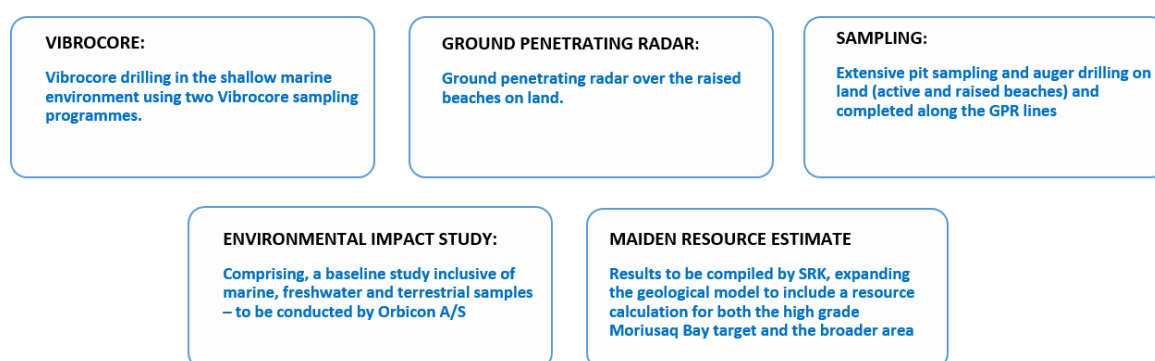 VIBROCORE:
Vibrocore drilling in the shallow marine
environment using two Vibrocore sampling
programmes.
GROUND PENETRATING RADAR:
Ground penetrating radar over the raised
beaches on land.
SAMPLING:
Extensive pit sampling and auger drilling on
land (active and raised beaches) and
completed along the GPR lines
ENVIRONMENTAL IMPACT STUDY:
Comprising, a baseline study inclusive of
marine, freshwater and terrestrial samples
– to be conducted by Orbicon A/S
MAIDEN RESOURCE ESTIMATE
Results to be compiled by SRK, expanding
the geological model to include a resource
calculation for both the high grade
Moriusaq Bay target and the broader area